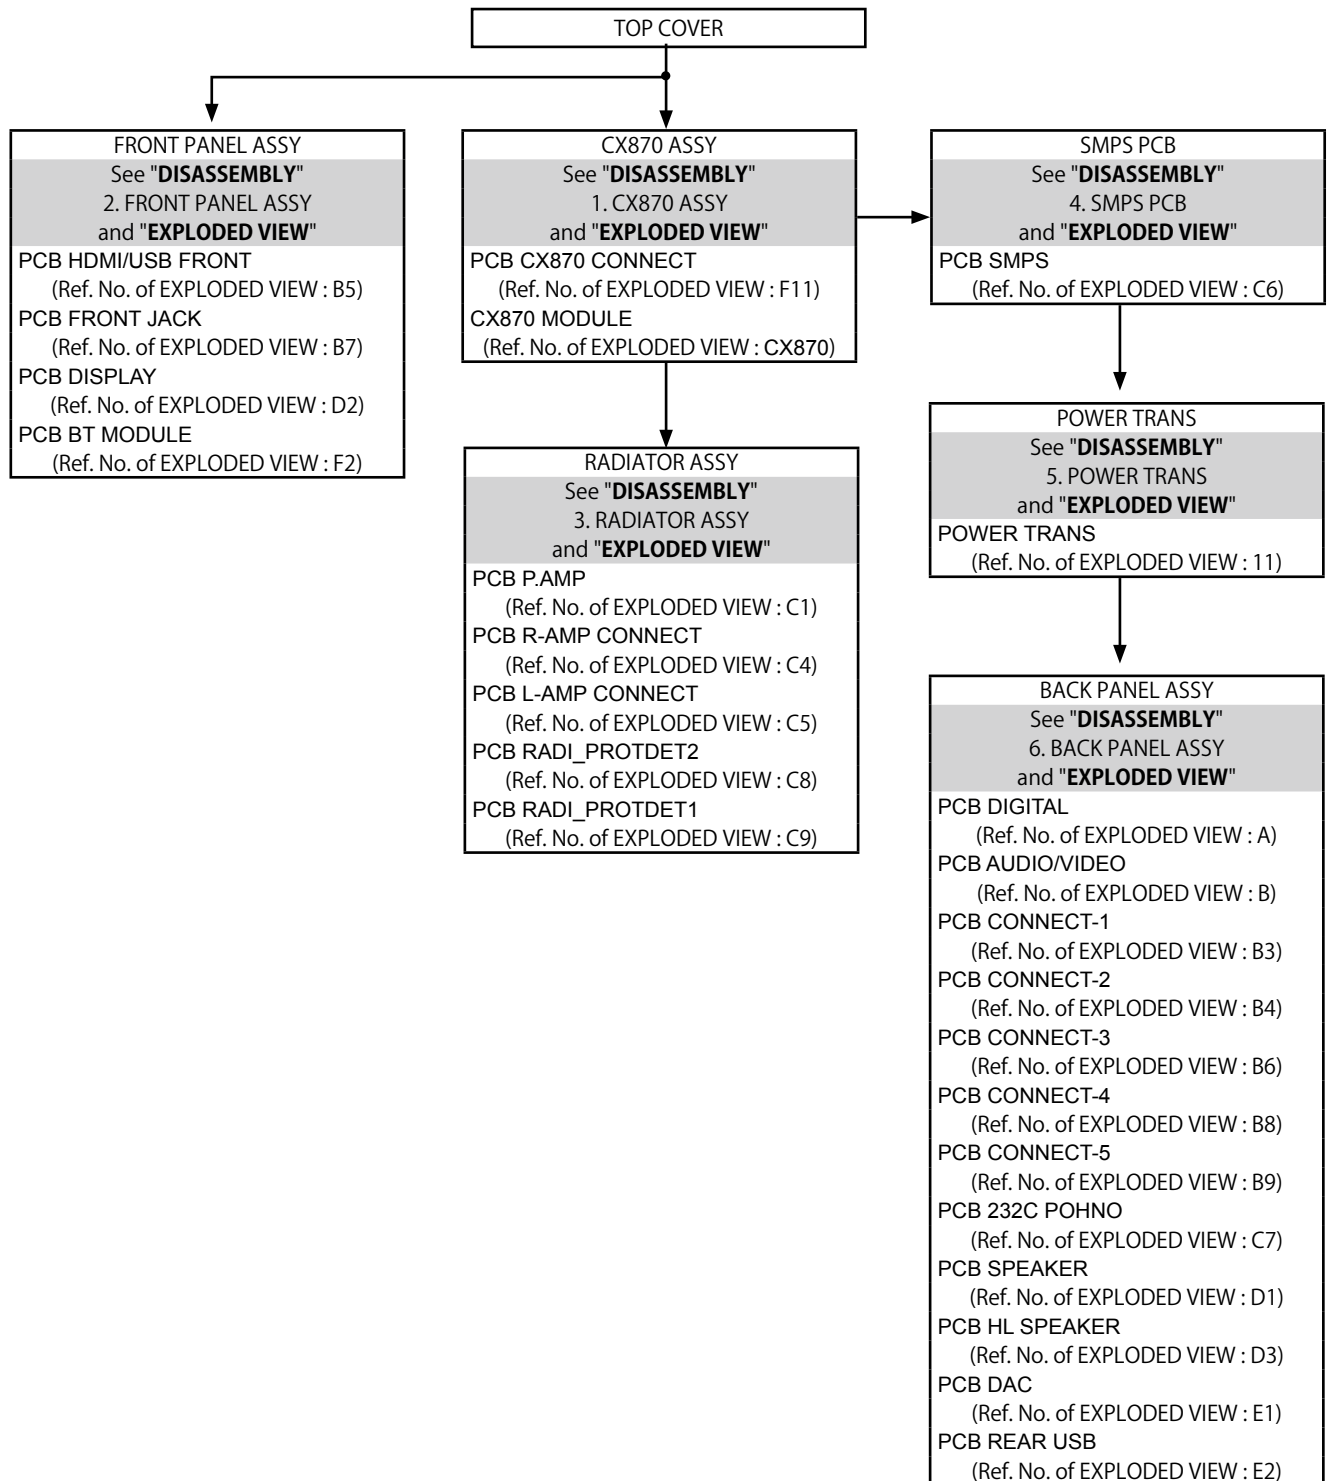 TOP COVER
FRONT PANEL ASSY
See "DISASSEMBLY"
2. FRONT PANEL ASSY
and "EXPLODED VIEW"
PCB HDMI/USB FRONT
(Ref. No. of EXPLODED VIEW : B5)
PCB FRONT JACK
(Ref. No. of EXPLODED VIEW : B7)
PCB DISPLAY
(Ref. No. of EXPLODED VIEW : D2)
PCB BT MODULE
(Ref. No. of EXPLODED VIEW : F2)
CX870 ASSY
See "DISASSEMBLY"
1. CX870 ASSY
and "EXPLODED VIEW"
PCB CX870 CONNECT
(Ref. No. of EXPLODED VIEW : F11)
CX870 MODULE
(Ref. No. of EXPLODED VIEW : CX870)
RADIATOR ASSY
See "DISASSEMBLY"
3. RADIATOR ASSY
and "EXPLODED VIEW"
PCB P.AMP
(Ref. No. of EXPLODED VIEW : C1)
PCB R-AMP CONNECT
(Ref. No. of EXPLODED VIEW : C4)
PCB L-AMP CONNECT
(Ref. No. of EXPLODED VIEW : C5)
PCB RADI_PROTDET2
(Ref. No. of EXPLODED VIEW : C8)
PCB RADI_PROTDET1
(Ref. No. of EXPLODED VIEW : C9)
SMPS PCB
See "DISASSEMBLY"
4. SMPS PCB
and "EXPLODED VIEW"
PCB SMPS
(Ref. No. of EXPLODED VIEW : C6)
POWER TRANS
See "DISASSEMBLY"
5. POWER TRANS
and "EXPLODED VIEW"
POWER TRANS
(Ref. No. of EXPLODED VIEW : 11)
BACK PANEL ASSY
See "DISASSEMBLY"
6. BACK PANEL ASSY
and "EXPLODED VIEW"
PCB DIGITAL
(Ref. No. of EXPLODED VIEW : A)
PCB AUDIO/VIDEO
(Ref. No. of EXPLODED VIEW : B)
PCB CONNECT-1
(Ref. No. of EXPLODED VIEW : B3)
PCB CONNECT-2
(Ref. No. of EXPLODED VIEW : B4)
PCB CONNECT-3
(Ref. No. of EXPLODED VIEW : B6)
PCB CONNECT-4
(Ref. No. of EXPLODED VIEW : B8)
PCB CONNECT-5
(Ref. No. of EXPLODED VIEW : B9)
PCB 232C POHNO
(Ref. No. of EXPLODED VIEW : C7)
PCB SPEAKER
(Ref. No. of EXPLODED VIEW : D1)
PCB HL SPEAKER
(Ref. No. of EXPLODED VIEW : D3)
PCB DAC
(Ref. No. of EXPLODED VIEW : E1)
PCB REAR USB
(Ref. No. of EXPLODED VIEW : E2)